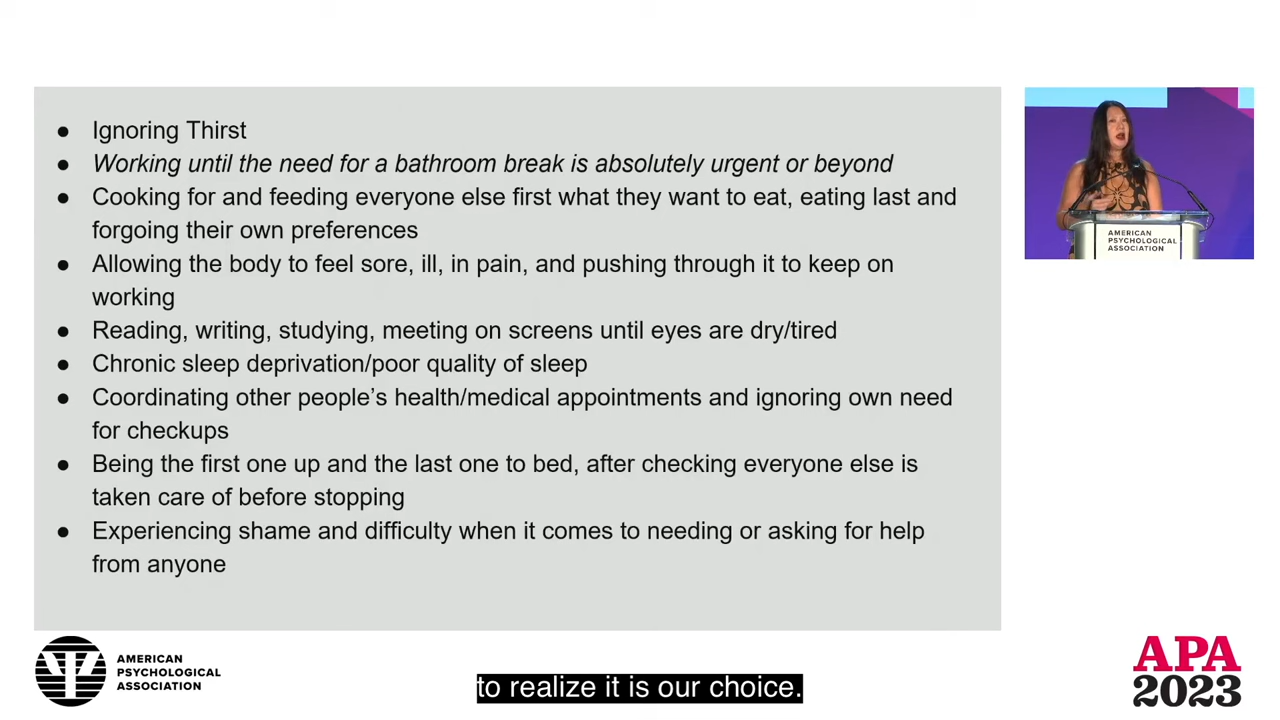 ● Ignoring Thirst
● Working until the need for a bathroom break is absolutely urgent or beyond
● Cooking for and feeding everyone else first what they want to eat, eating last and
forgoing their own preferences
● Allowing the body to feel sore, ill, in pain, and pushing through it to keep on
working
● Reading, writing, studying, meeting on screens until eyes are dry/tired
● Chronic sleep deprivation/poor quality of sleep
● Coordinating other people’s health/medical appointments and ignoring own need
for checkups
● Being the first one up and the last one to bed, after checking everyone else is
taken care of before stopping
● Experiencing shame and difficulty when it comes to needing or asking for help
from anyone
AMERICAN
PSYCHOLOGICAL
ASSOCIATION
AMERICAN
PSYCHOLOGICAL
ASSOCIATION
APA
2023
to realize it is our choice.